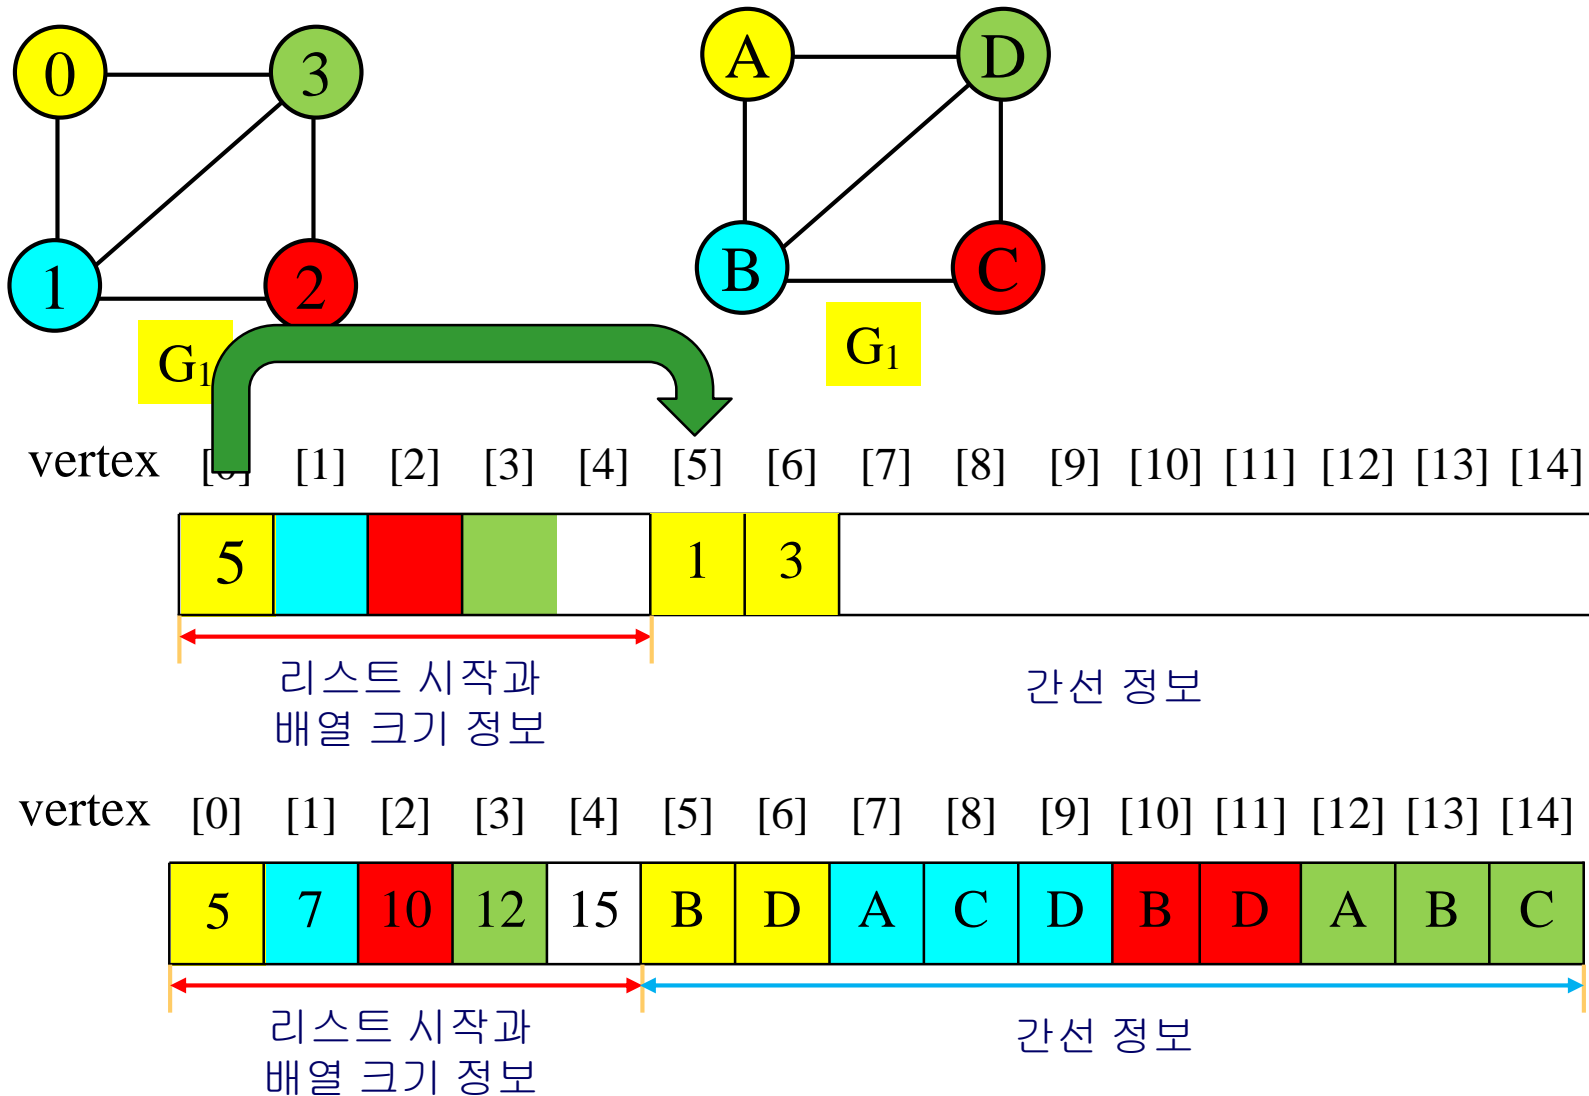 0 3
A D
1 2
B C
G₁
G₁
vertex [0] [1] [2] [3] [4] [5] [6] [7] [8] [9] [10] [11] [12] [13] [14]
5 1 3
리스트 시작과
배열 크기 정보
간선 정보
vertex [0] [1] [2] [3] [4] [5] [6] [7] [8] [9] [10] [11] [12] [13] [14]
5 7 10 12 15 B D A C D B D A B C
리스트 시작과
배열 크기 정보
간선 정보